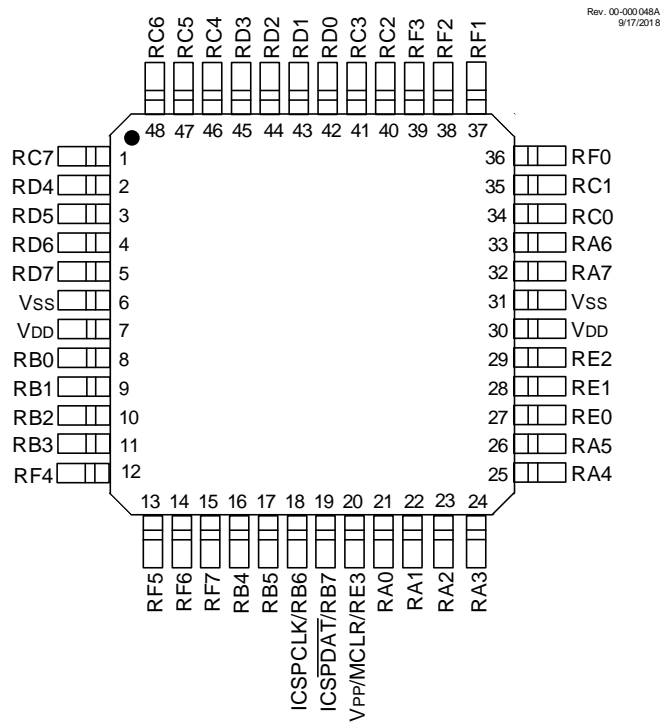 Rev. 00-000048A
9/17/2018
RC6
RC5
RC4
RD3
RD2
RD1
RD0
RC3
RC2
RF3
RF2
RF1
48 47 46 45 44 43 42 41 40 39 38 37
RC7 1
RD4 2
RD5 3
RD6 4
RD7 5
VSS 6
VDD 7
RB0 8
RB1 9
RB2 10
RB3 11
RF4 12
36 RF0
35 RC1
34 RC0
33 RA6
32 RA7
31 VSS
30 VDD
29 RE2
28 RE1
27 RE0
26 RA5
25 RA4
13 14 15 16 17 18 19 20 21 22 23 24
RF5
RF6
RF7
RB4
RB5
ICSPCLK/RB6
ICSPDAT/RB7
VPP/MCLR/RE3
RA0
RA1
RA2
RA3